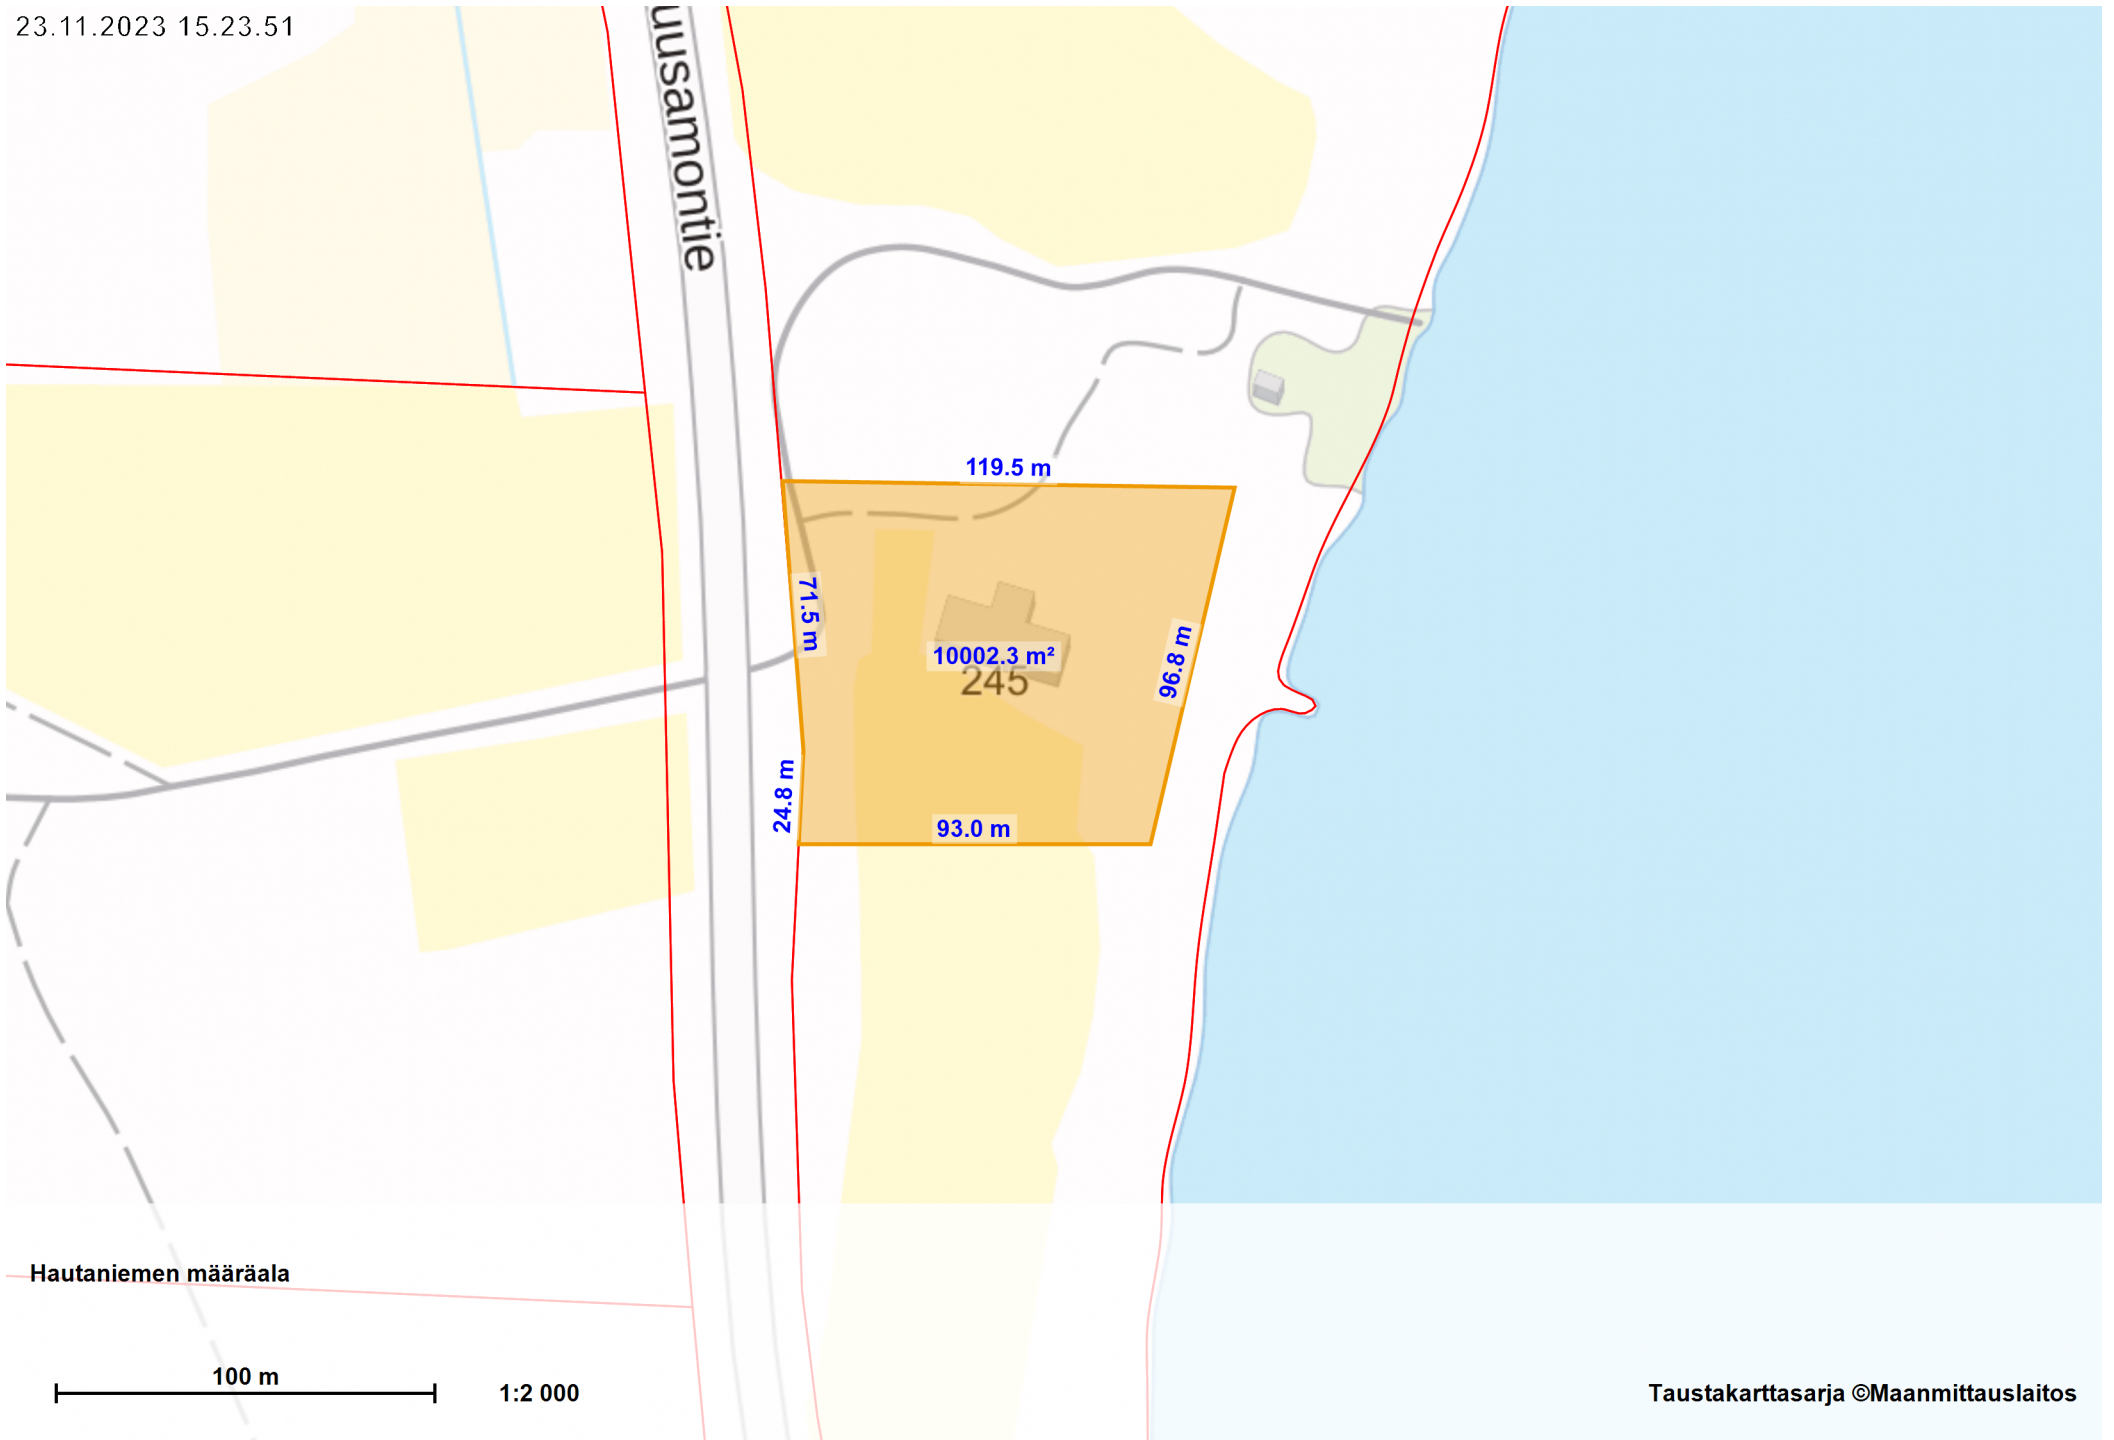 23.11.2023 15.23.51
uusamontie
119.5 m
71.5 m
10002.3 m²
245
96.8 m
24.8 m
93.0 m
Hautaniemen määräala
100 m
1:2 000
Taustakarttasarja ©Maanmittauslaitos